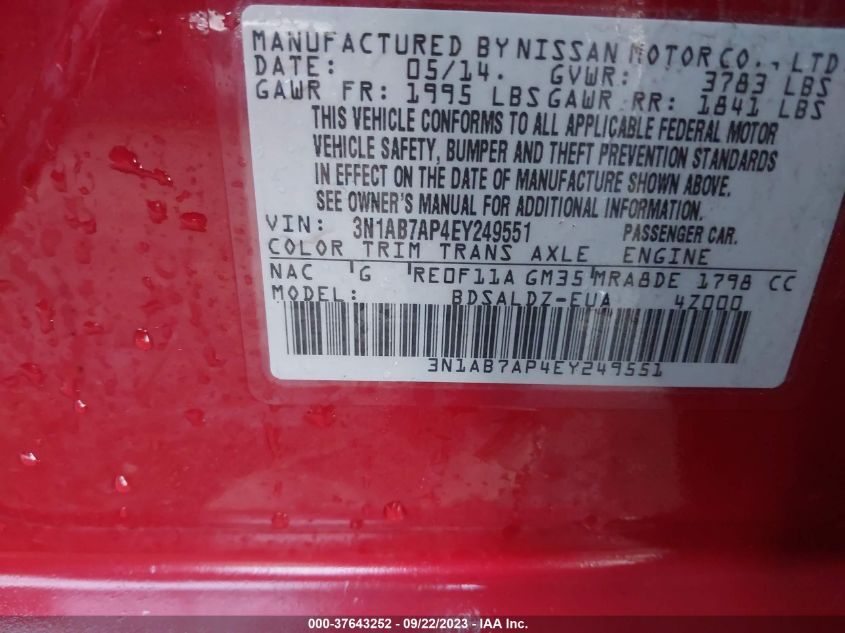 MANUFACTURED BY NISSAN MOTOR CO., LTD
DATE: 05/14. GVWR: 3783 LBS
GAWR FR: 1995 LBS GAWR RR: 1841 LBS
THIS VEHICLE CONFORMS TO ALL APPLICABLE FEDERAL MOTOR
VEHICLE SAFETY, BUMPER AND THEFT PREVENTION STANDARDS
IN EFFECT ON THE DATE OF MANUFACTURE SHOWN ABOVE.
SEE OWNER'S MANUAL FOR ADDITIONAL INFORMATION.
VIN: 3N1AB7AP4EY249551 PASSENGER CAR.
COLOR TRIM TRANS AXLE ENGINE
NAC G RE0F11A GM35 MRA8DE 1798 CC
MODEL: BDSALDZ-EUA 4Z000
3N1AB7AP4EY249551
000-37643252 - 09/22/2023 - IAA Inc.